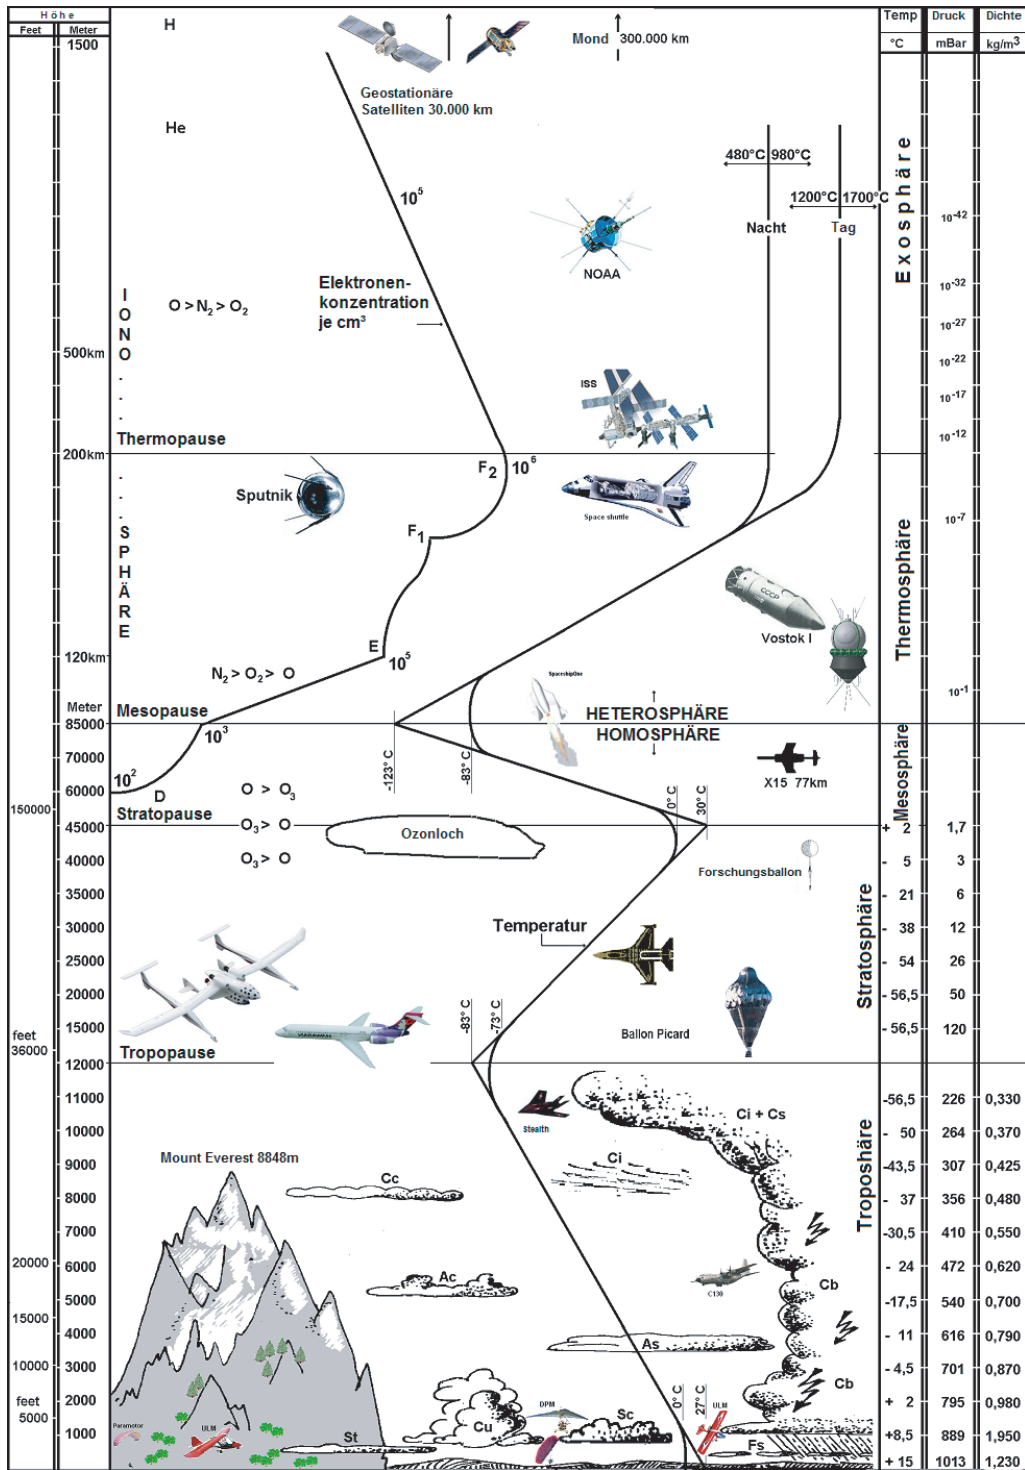 Höhe
Feet
Meter
Temp
Druck
Dichte
°C
mBar
kg/m³
1500
H
Mond 300.000 km
Geostationäre
Satelliten 30.000 km
He
480°C
980°C
10⁵
1200°C
1700°C
Nacht
Tag
10⁻⁴²
Exosphäre
NOAA
Elektronen-
konzentration
je cm³
10⁻³²
IONO . . . . . SPHÄRE
O > N₂ > O₂
10⁻²⁷
500km
10⁻²²
ISS
10⁻¹⁷
Thermopause
10⁻¹²
200km
F₂
10⁶
Sputnik
Space shuttle
10⁻⁷
F₁
Thermosphäre
CCCP
Vostok I
E
120km
10⁵
N₂ > O₂ > O
SpaceshipOne
10⁻¹
Meter
Mesopause
HETEROSPHÄRE
85000
10³
HOMOSPHÄRE
70000
-123° C
-83° C
Mesosphäre
10²
X15 77km
60000
D
O > O₃
0° C
30° C
150000
Stratopause
45000
O₃ > O
Ozonloch
+ 2
1,7
40000
O₃ > O
Forschungsballon
- 5
3
35000
- 21
6
Stratosphäre
30000
Temperatur
- 38
12
25000
- 54
26
20000
- 56,5
50
15000
-83° C
-73° C
Ballon Picard
- 56,5
120
feet
36000
Tropopause
12000
11000
Stealth
Ci + Cs
-56,5
226
0,330
10000
- 50
264
0,370
Troposhäre
Mount Everest 8848m
9000
Ci
-43,5
307
0,425
Cc
8000
- 37
356
0,480
7000
-30,5
410
0,550
20000
6000
Ac
C130
Cb
- 24
472
0,620
5000
-17,5
540
0,700
15000
4000
As
- 11
616
0,790
10000
3000
- 4,5
701
0,870
Cb
feet
2000
0° C
27° C
+ 2
795
0,980
5000
Paramotor
ULM
DPM
Sc
ULM
Cu
1000
St
+8,5
889
1,950
Fs
+ 15
1013
1,230